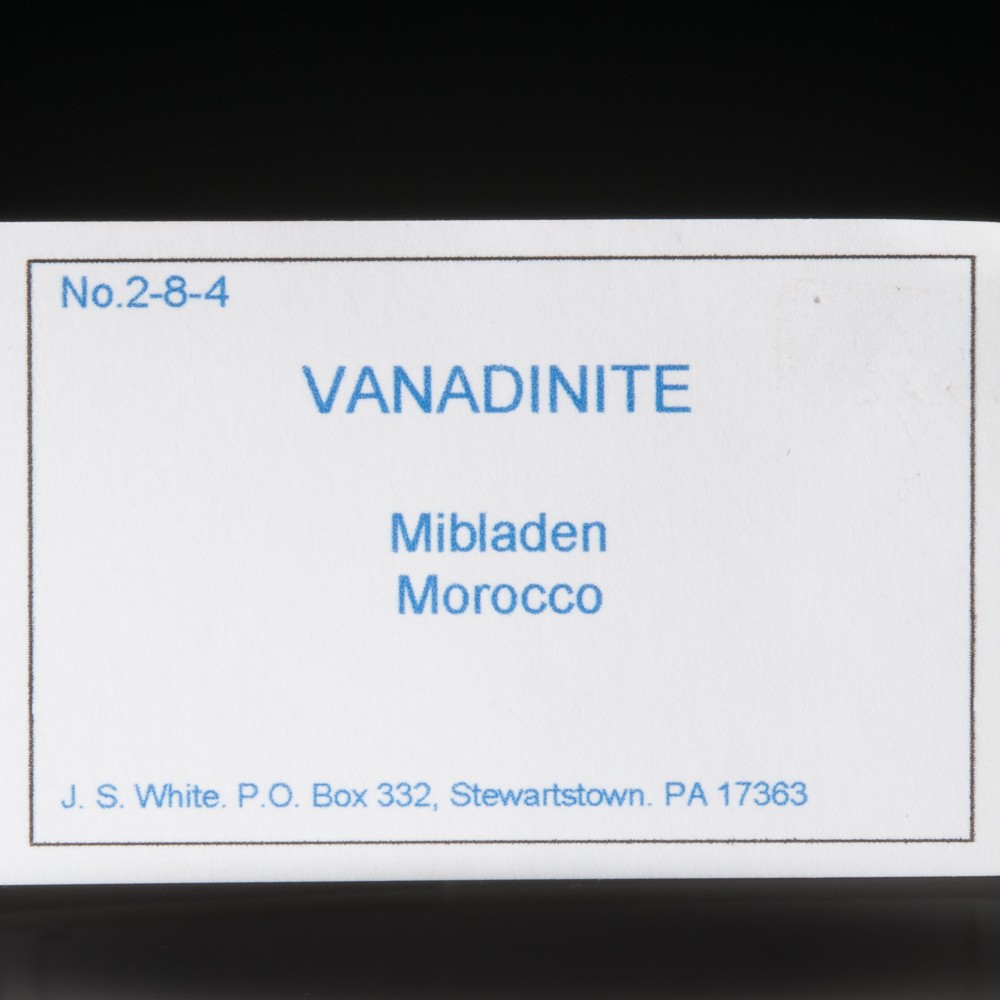 No.2-8-4
VANADINITE
Mibladen
Morocco
J. S. White. P.O. Box 332, Stewartstown. PA 17363